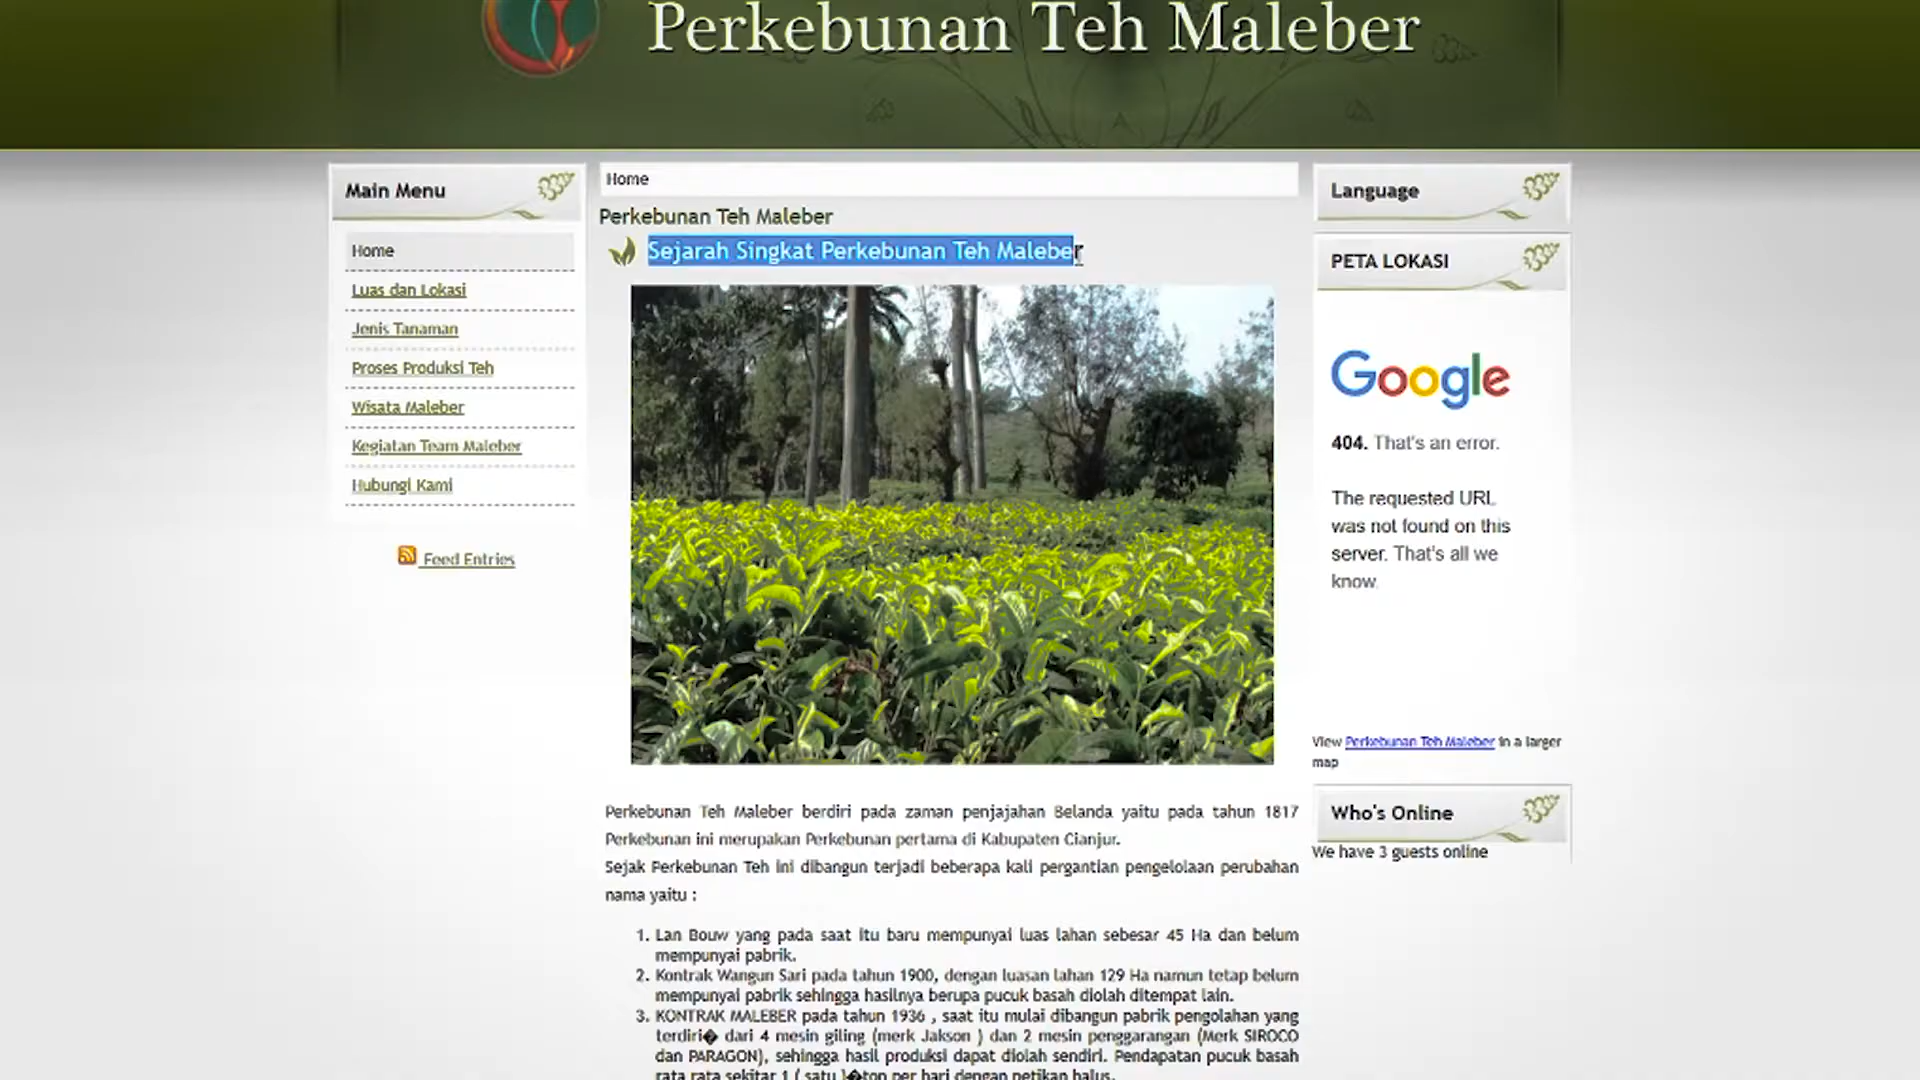 Perkebunan Teh Maleber
Main Menu
Home
Luas dan Lokasi
Jenis Tanaman
Proses Produksi Teh
Wisata Maleber
Kegiatan Team Maleber
Hubungi Kami
Feed Entries
Home
Perkebunan Teh Maleber
Sejarah Singkat Perkebunan Teh Maleber
Perkebunan Teh Maleber berdiri pada zaman penjajahan Belanda yaitu pada tahun 1817
Perkebunan ini merupakan Perkebunan pertama di Kabupaten Cianjur.
Sejak Perkebunan Teh ini dibangun terjadi beberapa kali pergantian pengelolaan perubahan
nama yaitu :
1. Lan Bouw yang pada saat itu baru mempunyai luas lahan sebesar 45 Ha dan belum
mempunyai pabrik.
2. Kontrak Wangun Sari pada tahun 1900, dengan luasan lahan 129 Ha namun tetap belum
mempunyai pabrik sehingga hasilnya berupa pucuk basah diolah ditempat lain.
3. KONTRAK MALEBER pada tahun 1936 , saat itu mulai dibangun pabrik pengolahan yang
terdiri� dari 4 mesin giling (merk Jakson ) dan 2 mesin penggarangan (Merk SIROCO
dan PARAGON), sehingga hasil produksi dapat diolah sendiri. Pendapatan pucuk basah
rata rata sekitar 1 ( satu )�ton per hari dengan petikan halus.
Language
PETA LOKASI
Google
404. That's an error.
The requested URL
was not found on this
server. That's all we
know.
View Perkebunan Teh Maleber in a larger
map
Who's Online
We have 3 guests online